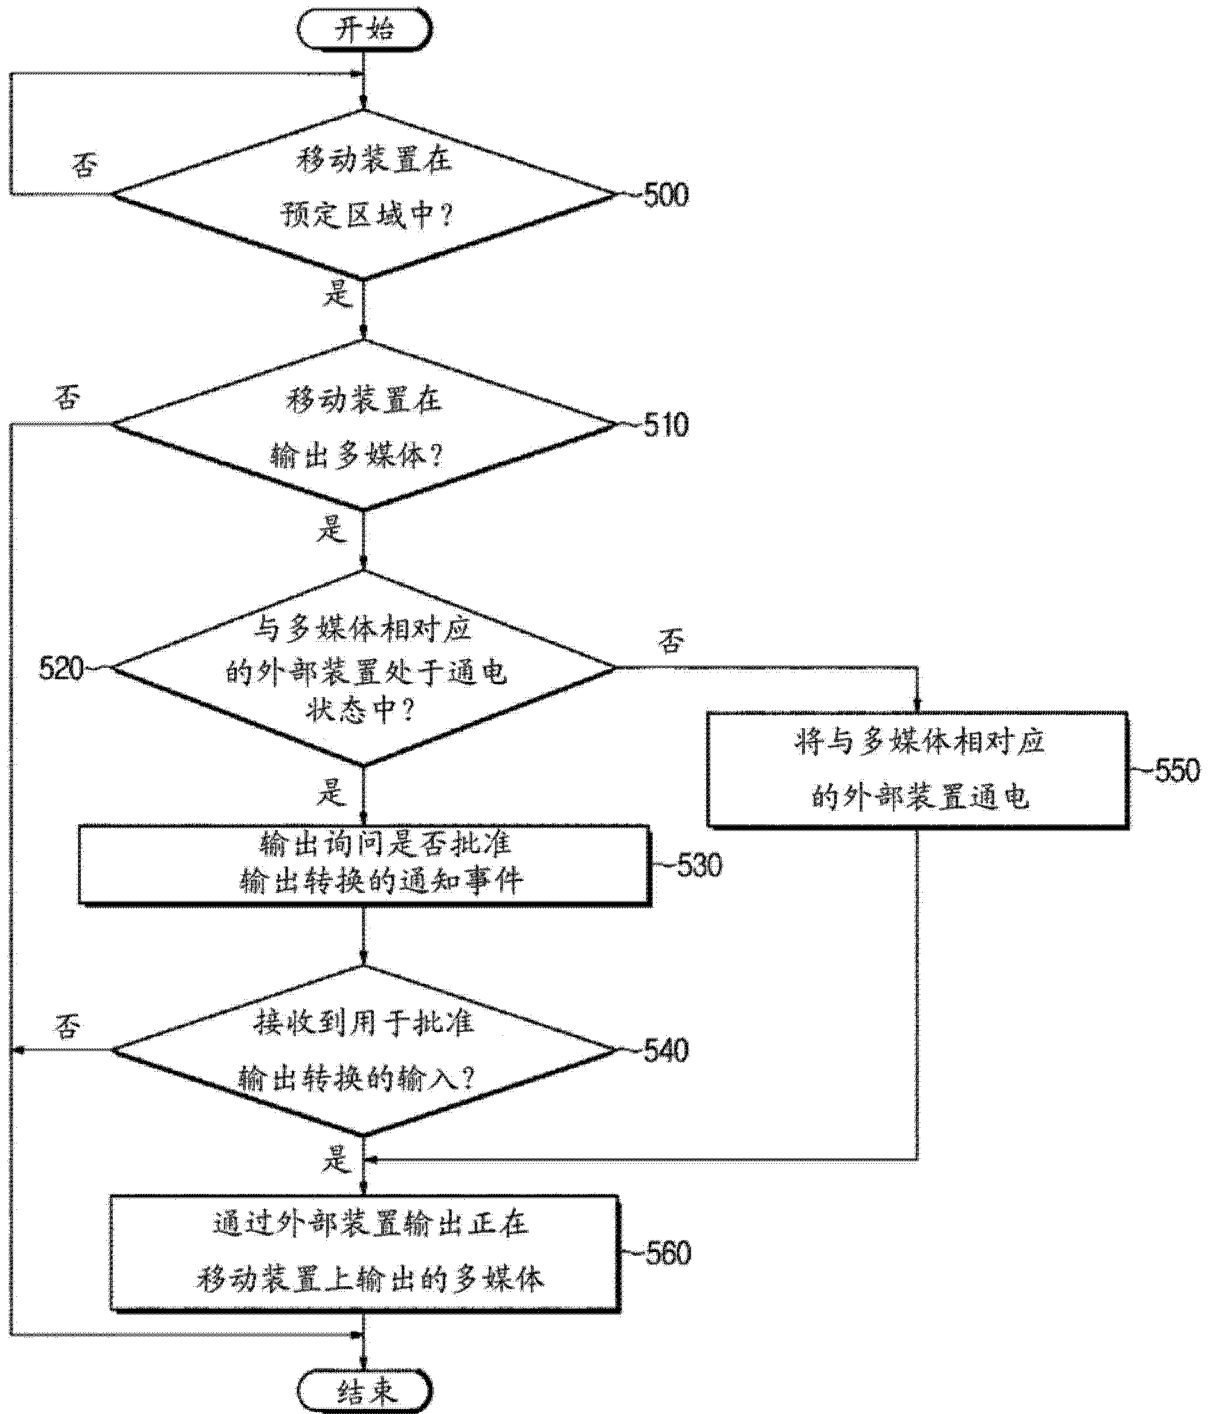 开始
否
移动装置在
预定区域中?
500
是
否
移动装置在
输出多媒体?
510
是
与多媒体相对应
的外部装置处于通电
状态中?
520
否
将与多媒体相对应
的外部装置通电
550
是
输出询问是否批准
输出转换的通知事件
530
否
接收到用于批准
输出转换的输入?
540
是
通过外部装置输出正在
移动装置上输出的多媒体
560
结束